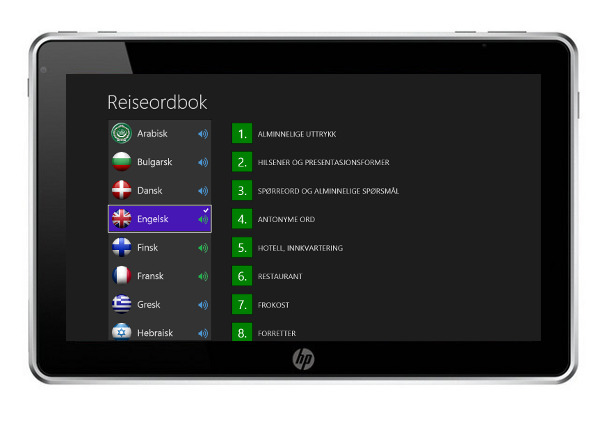 Reiseordbok
Arabisk
Bulgarsk
Dansk
Engelsk
Finsk
Fransk
Gresk
Hebraisk
1. ALMINNELIGE UTTRYKK
2. HILSENER OG PRESENTASJONSFORMER
3. SPØRREORD OG ALMINNELIGE SPØRSMÅL
4. ANTONYME ORD
5. HOTELL, INNKVARTERING
6. RESTAURANT
7. FROKOST
8. FORRETTER
hp